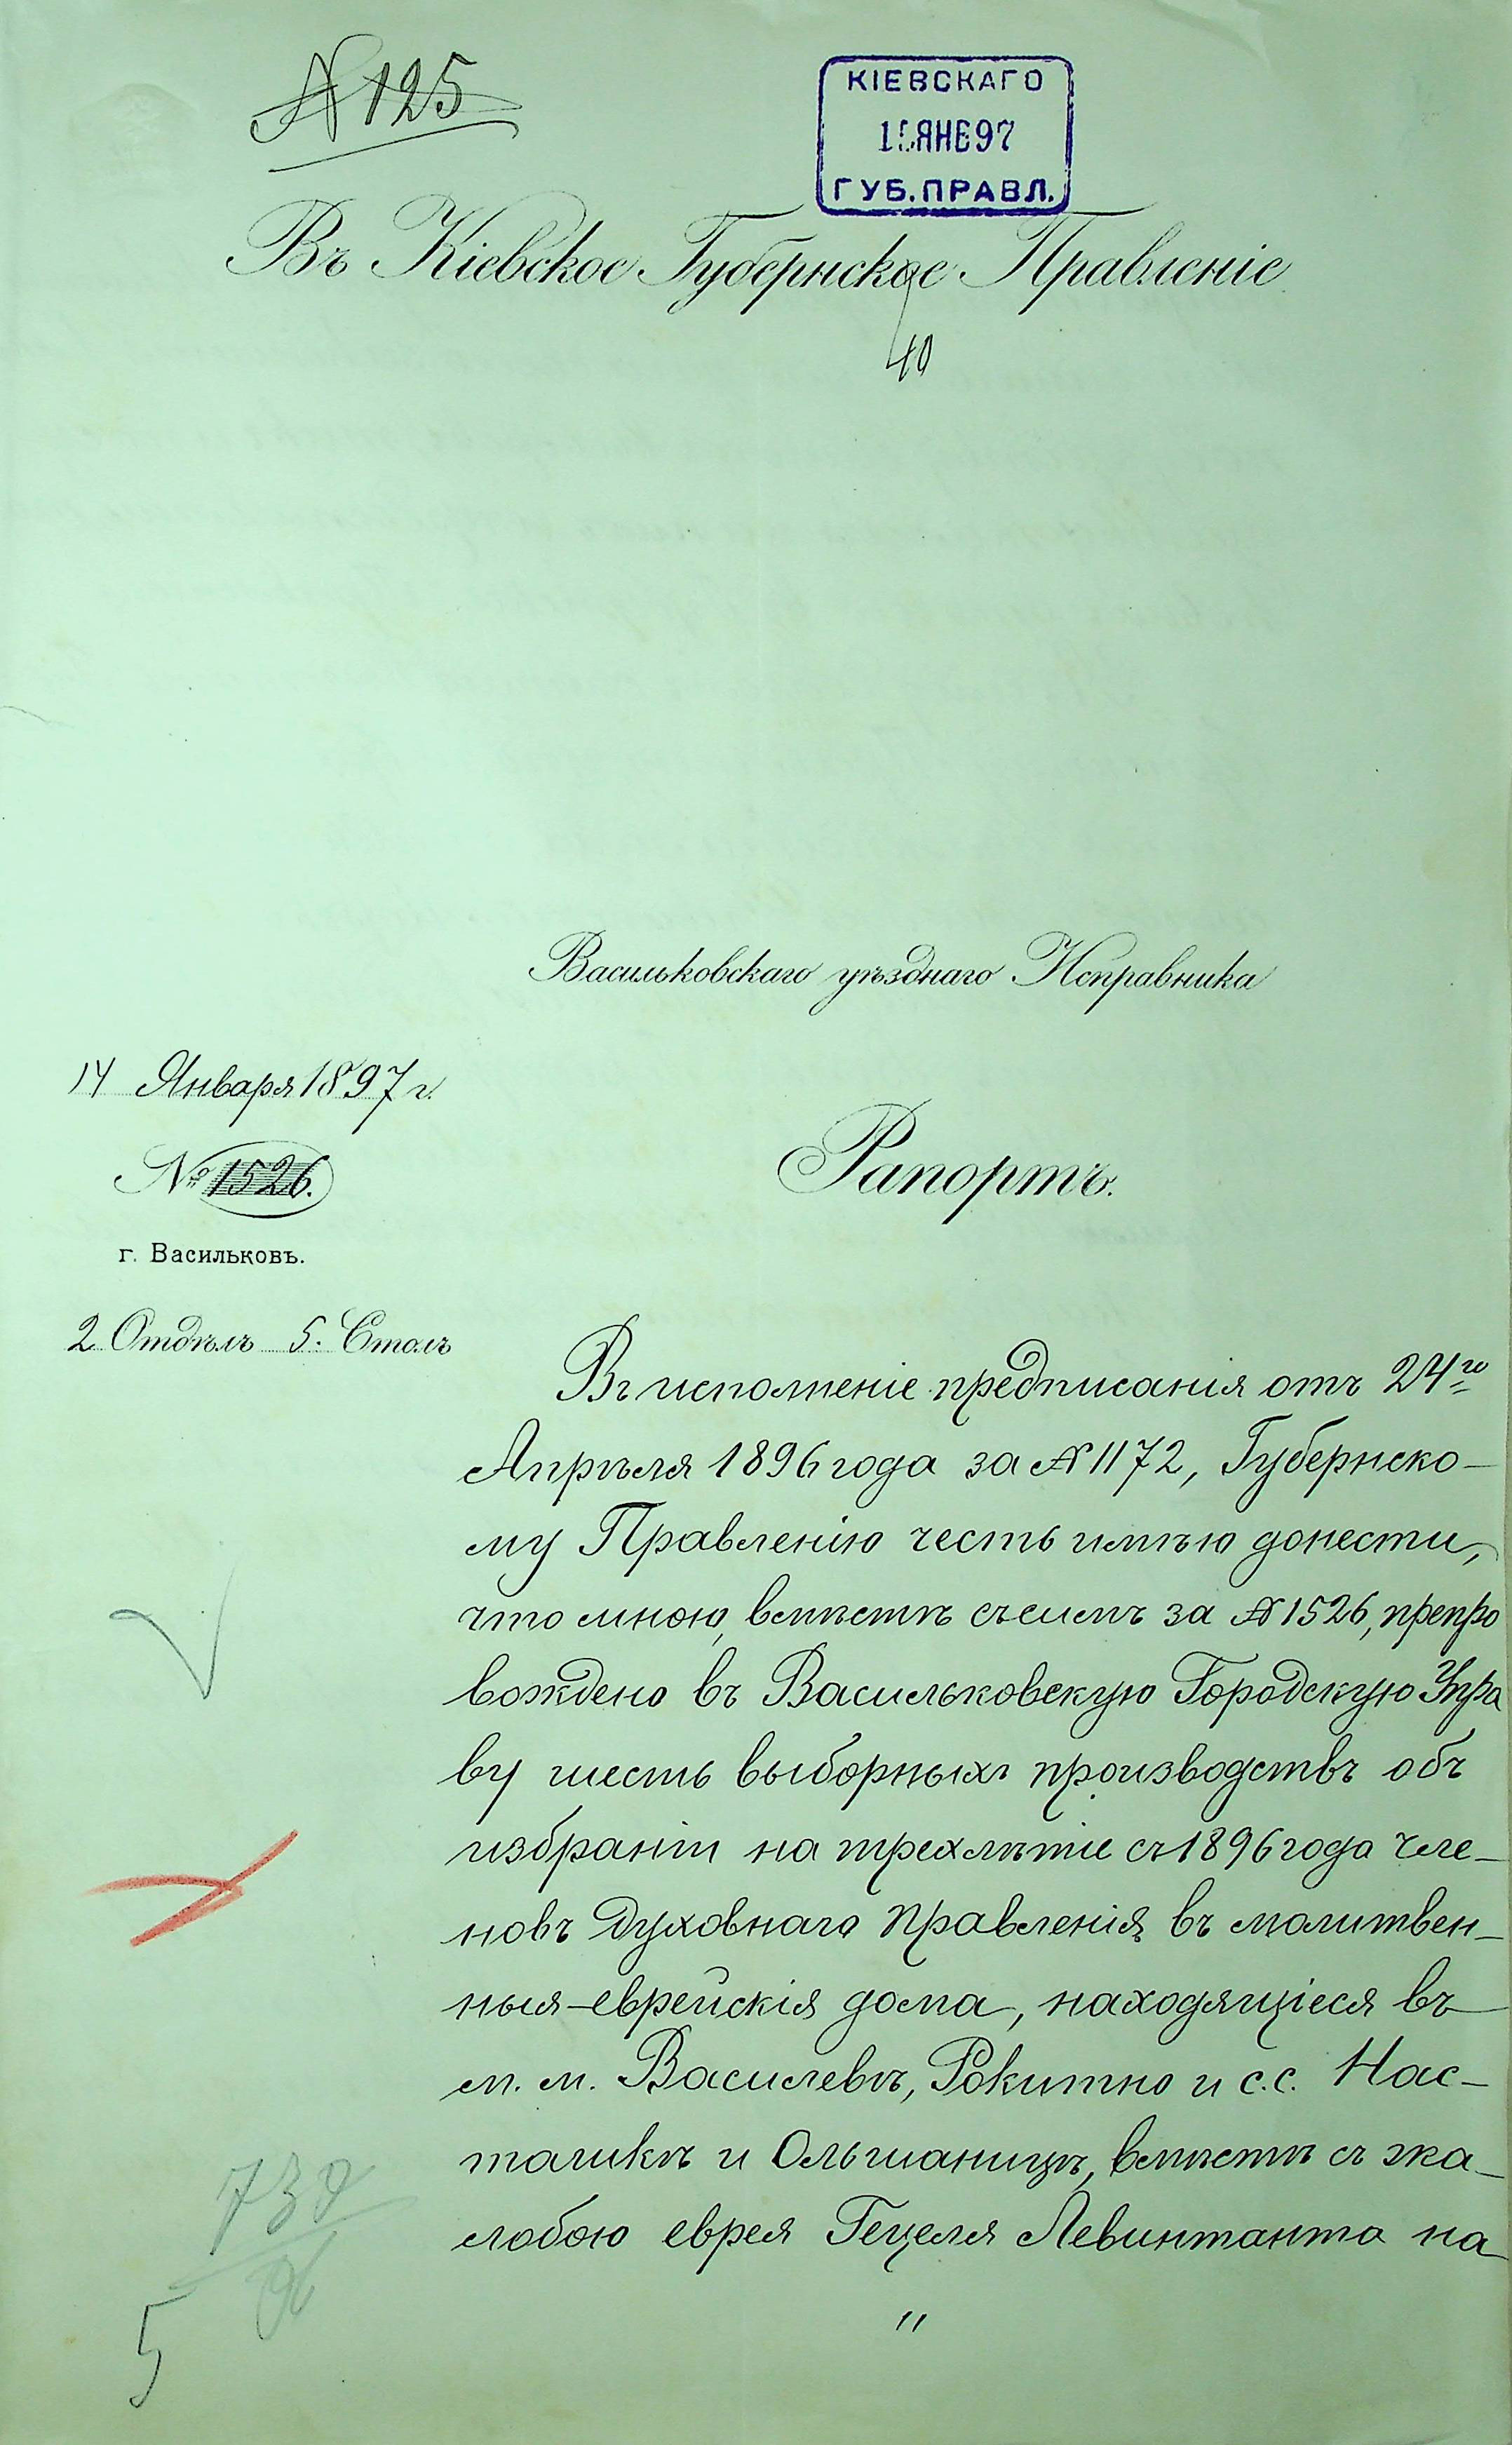 № 125
КІЕВСКАГО
15ЯНЕ97
ГУБ.ПРАВЛ.
Въ Кіевское Губернское Правленіе
40
Васильковскаго уѣзднаго Исправника
14 Января 1897 г.
№ 1526.
Рапортъ.
г. Васильковъ.
2 Отдѣлъ 5. Столъ
Въ исполненіе предписанія отъ 24го
Апрѣля 1896 года за № 1172, Губернско-
му Правленію честь имѣю донести,
что мною, вмѣстѣ съ симъ за № 1526, препро
вождено въ Васильковскую Городскую Упра
ву шесть выборныхъ производствъ объ
избраніи на трехлѣтіе съ 1896 года чле-
новъ духовнаго правленія въ молитвен-
ныя-еврейскія дома, находящіеся въ
м. м. Василевѣ, Рокитно и с.с. Нас-
ташкѣ и Ольшаницѣ, вмѣстѣ съ жа-
лобою еврея Гецеля Левинтанта на
730
96
5
"